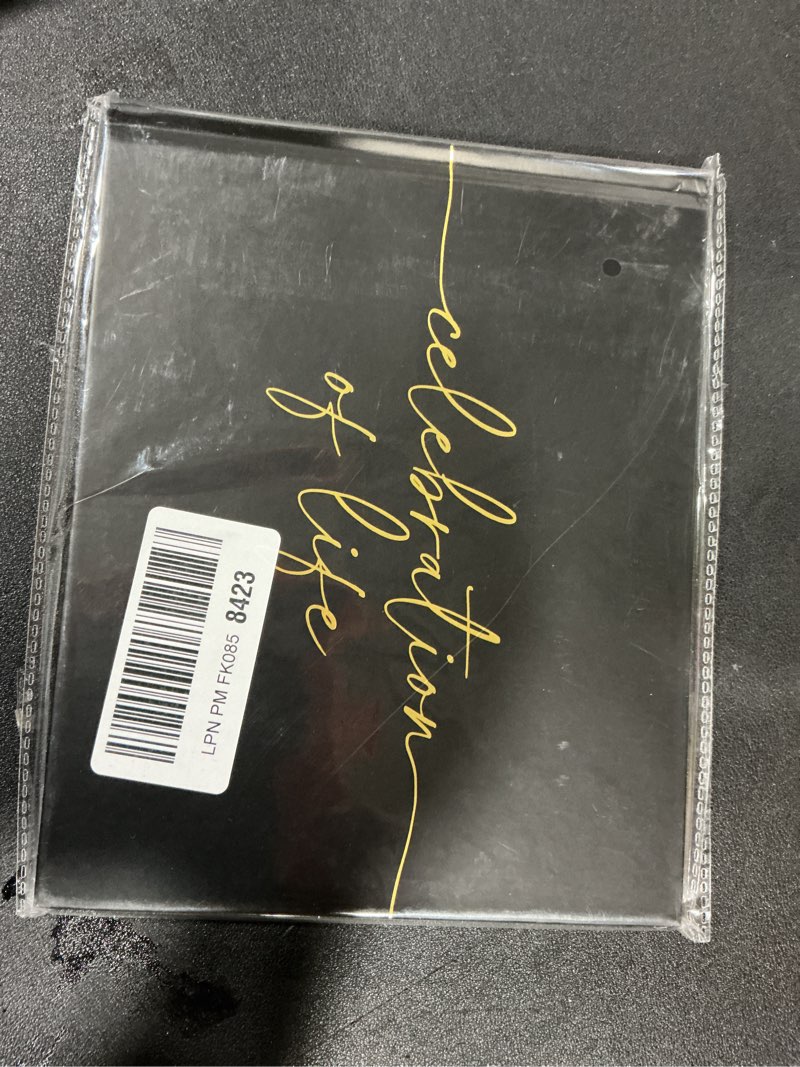 celebration
of life
LPN PM FK085 8423